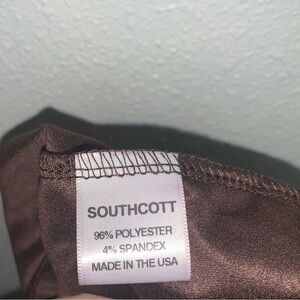 SOUTHCOTT
96% POLYESTER
4% SPANDEX
MADE IN THE USA